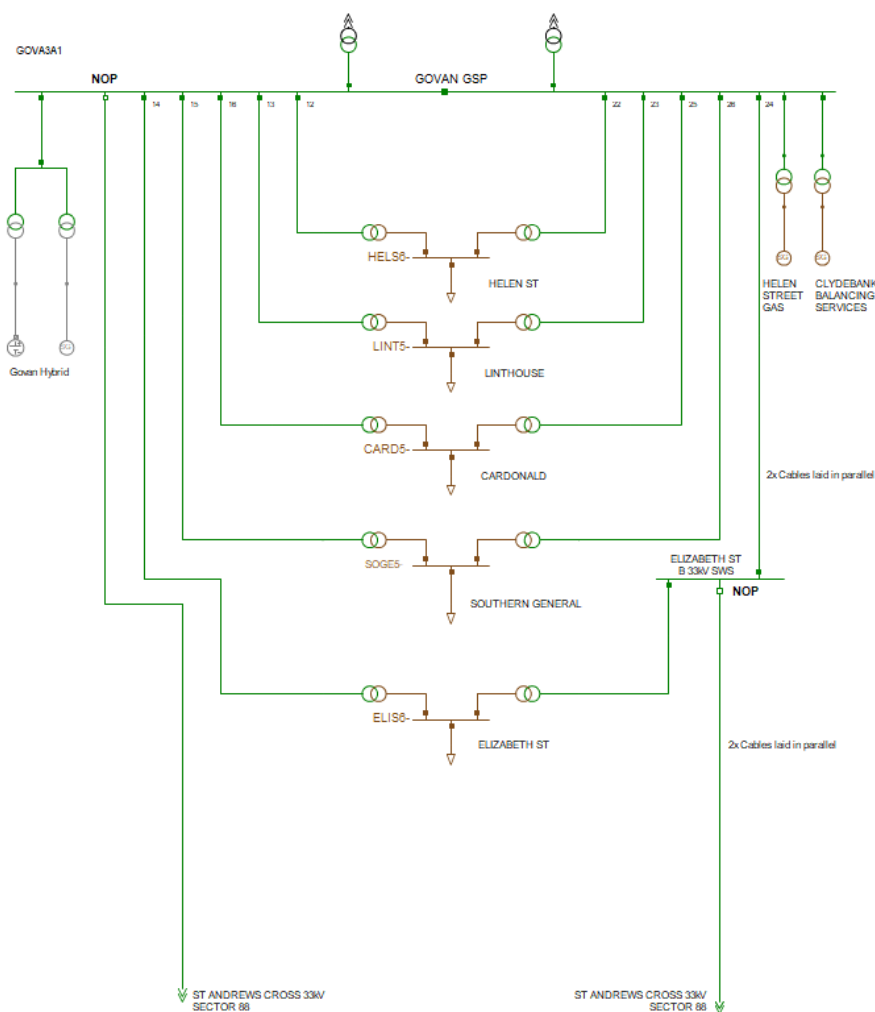 GOVA3A1
NOP
GOVAN GSP
14
15
16
13
12
22
23
25
26
24
HELS6-
HELEN ST
HELEN
STREET
GAS
CLYDEBANK
BALANCING
SERVICES
SG
SG
SG
LINT5-
LINTHOUSE
Govan Hybrid
CARD5-
CARDONALD
2x Cables laid in parallel
SOGE5-
SOUTHERN GENERAL
ELIZABETH ST
B 33kV SWS
NOP
ELIS6-
ELIZABETH ST
2x Cables laid in parallel
ST ANDREWS CROSS 33kV
SECTOR 88
ST ANDREWS CROSS 33kV
SECTOR 88